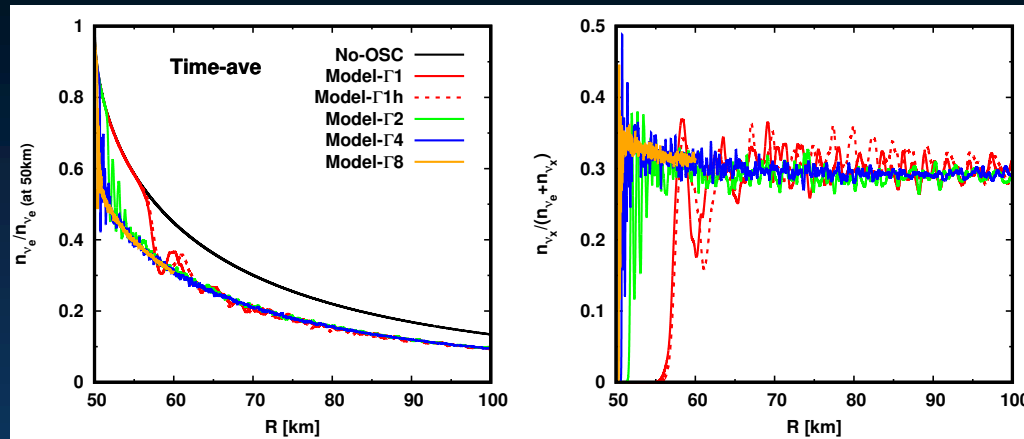 Time-ave
No-OSC
Model-Γ1
Model-Γ1h
Model-Γ2
Model-Γ4
Model-Γ8
n_νe/n_νe (at 50km)
1
0.8
0.6
0.4
0.2
0
50 60 70 80 90 100
R [km]
n_νx/(n_νe+n_νx)
0.5
0.4
0.3
0.2
0.1
0
50 60 70 80 90 100
R [km]